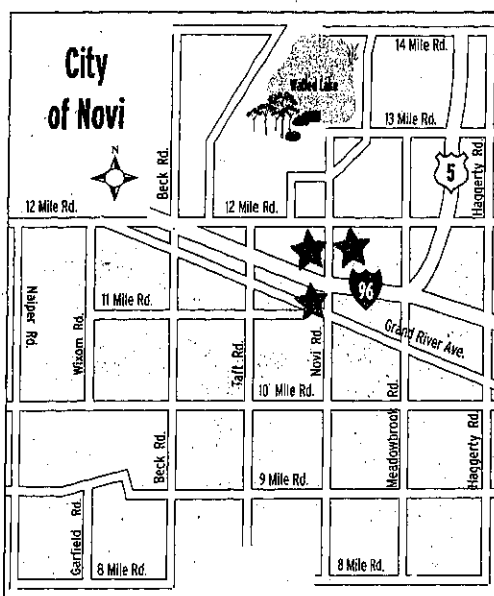 City
of Novi
N
14 Mile Rd.
Walled Lake
13 Mile Rd.
Haggerty Rd.
5
Beck Rd.
12 Mile Rd.
12 Mile Rd.
96
11 Mile Rd.
Naiper Rd.
Wixom Rd.
Grand River Ave.
Taft Rd.
Novi Rd.
10 Mile Rd.
Meadowbrook Rd.
Haggerty Rd.
Beck Rd.
9 Mile Rd.
Garfield Rd.
8 Mile Rd.
8 Mile Rd.